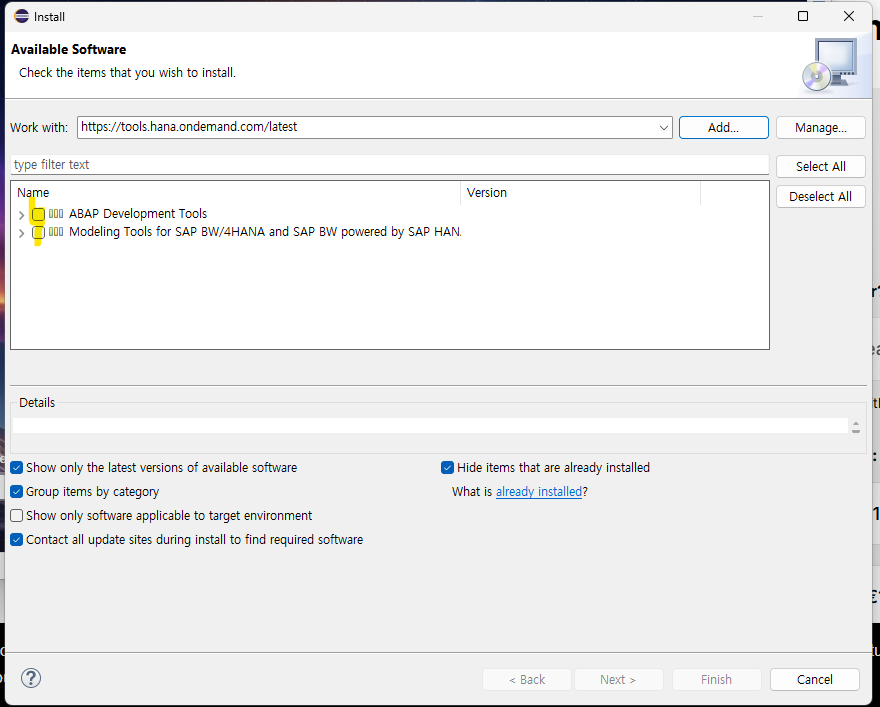 Install
Available Software
Check the items that you wish to install.
Work with: https://tools.hana.ondemand.com/latest Add... Manage...
type filter text Select All
Name Version Deselect All
ABAP Development Tools
Modeling Tools for SAP BW/4HANA and SAP BW powered by SAP HAN.
Details
Show only the latest versions of available software Hide items that are already installed
Group items by category What is already installed?
Show only software applicable to target environment
Contact all update sites during install to find required software
? < Back Next > Finish Cancel